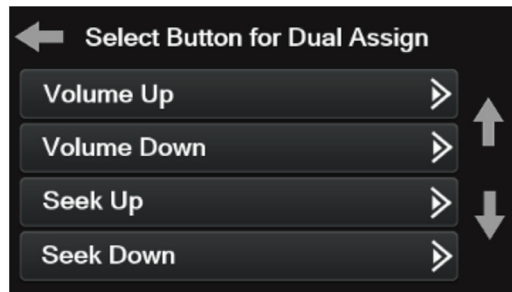 Select Button for Dual Assign
Volume Up
Volume Down
Seek Up
Seek Down